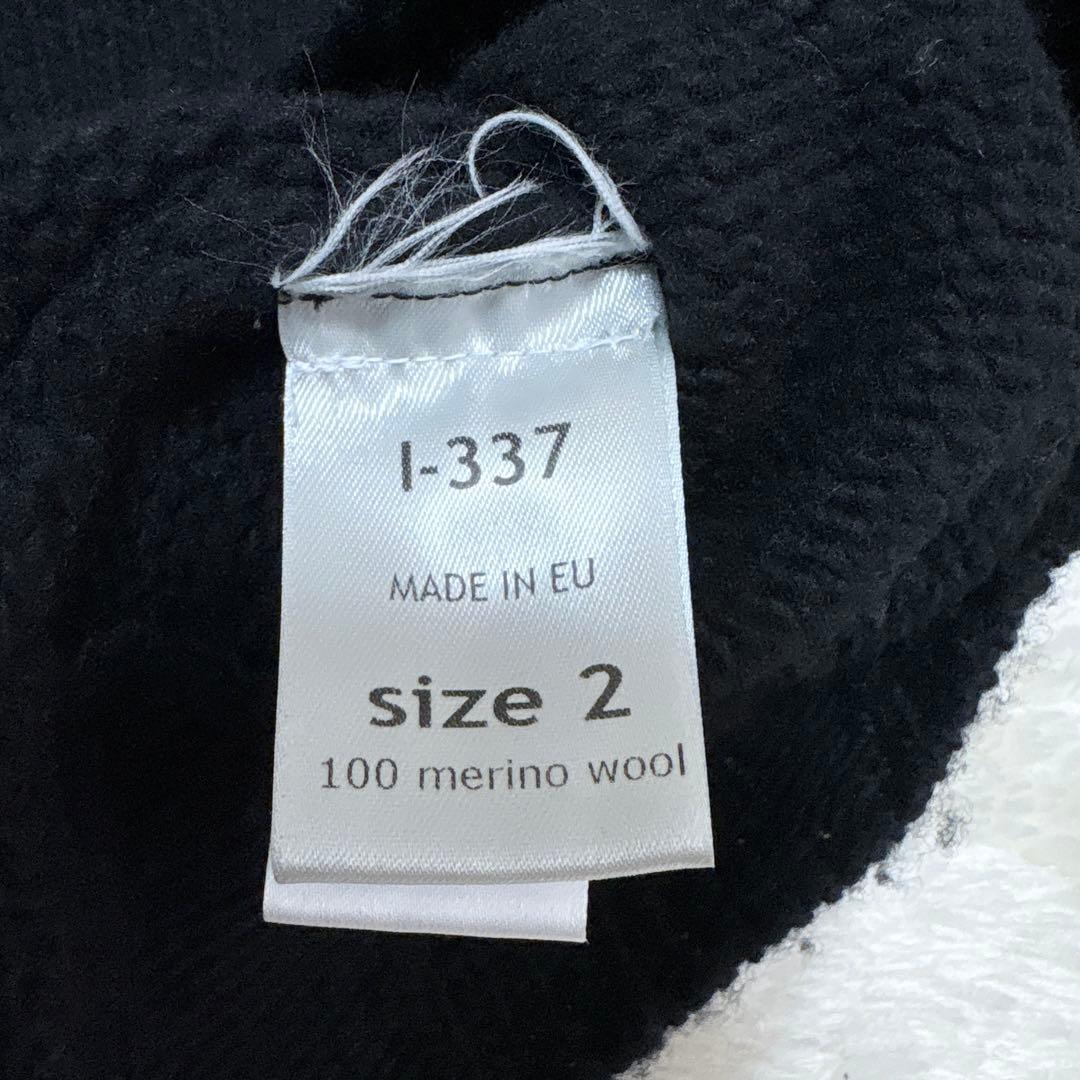 I-337
MADE IN EU
size 2
100 merino wool